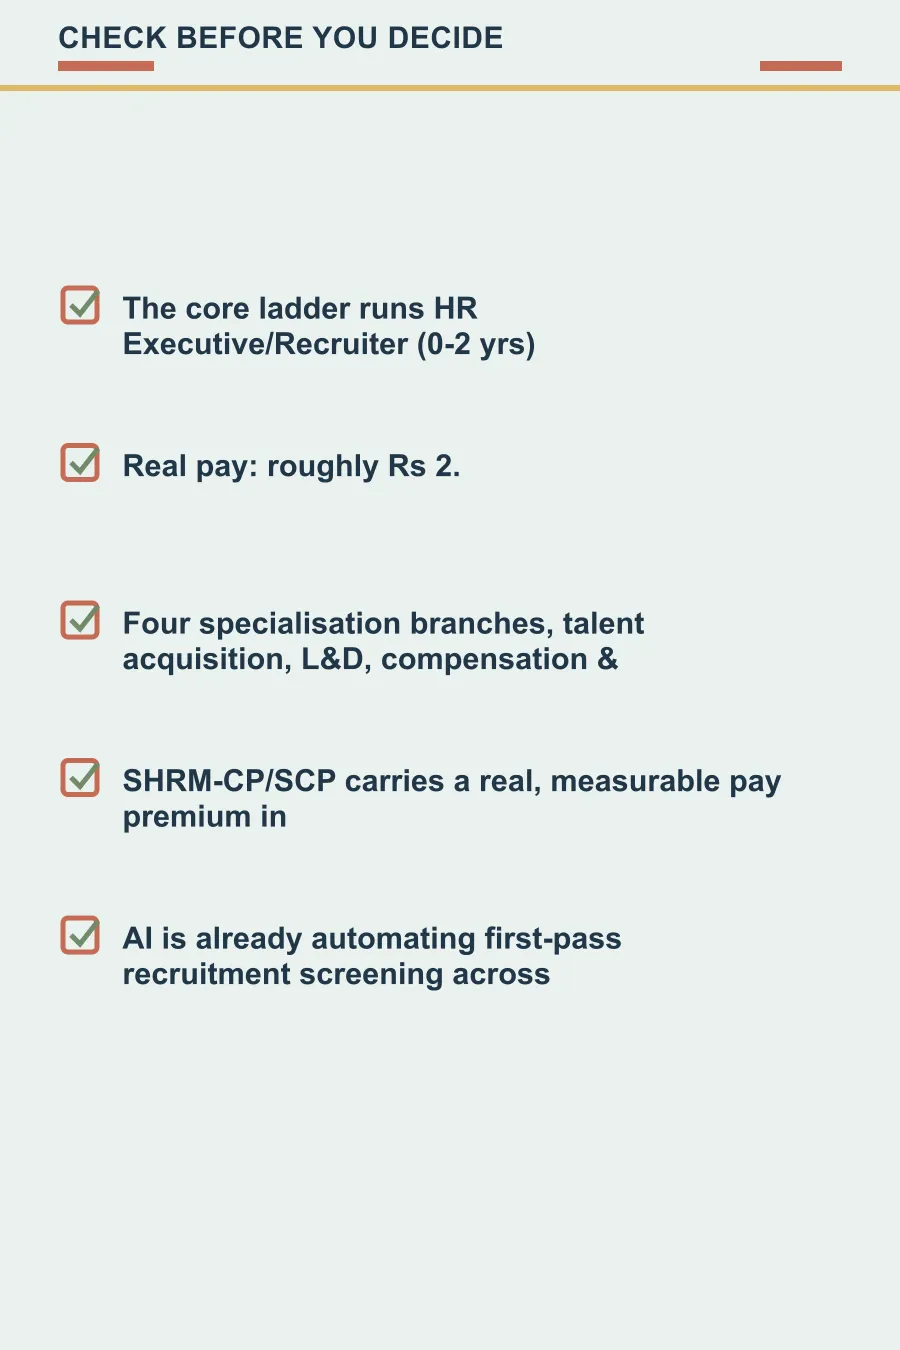 CHECK BEFORE YOU DECIDE
The core ladder runs HR
Executive/Recruiter (0-2 yrs)
Real pay: roughly Rs 2.
Four specialisation branches, talent
acquisition, L&D, compensation &
SHRM-CP/SCP carries a real, measurable pay
premium in
AI is already automating first-pass
recruitment screening across